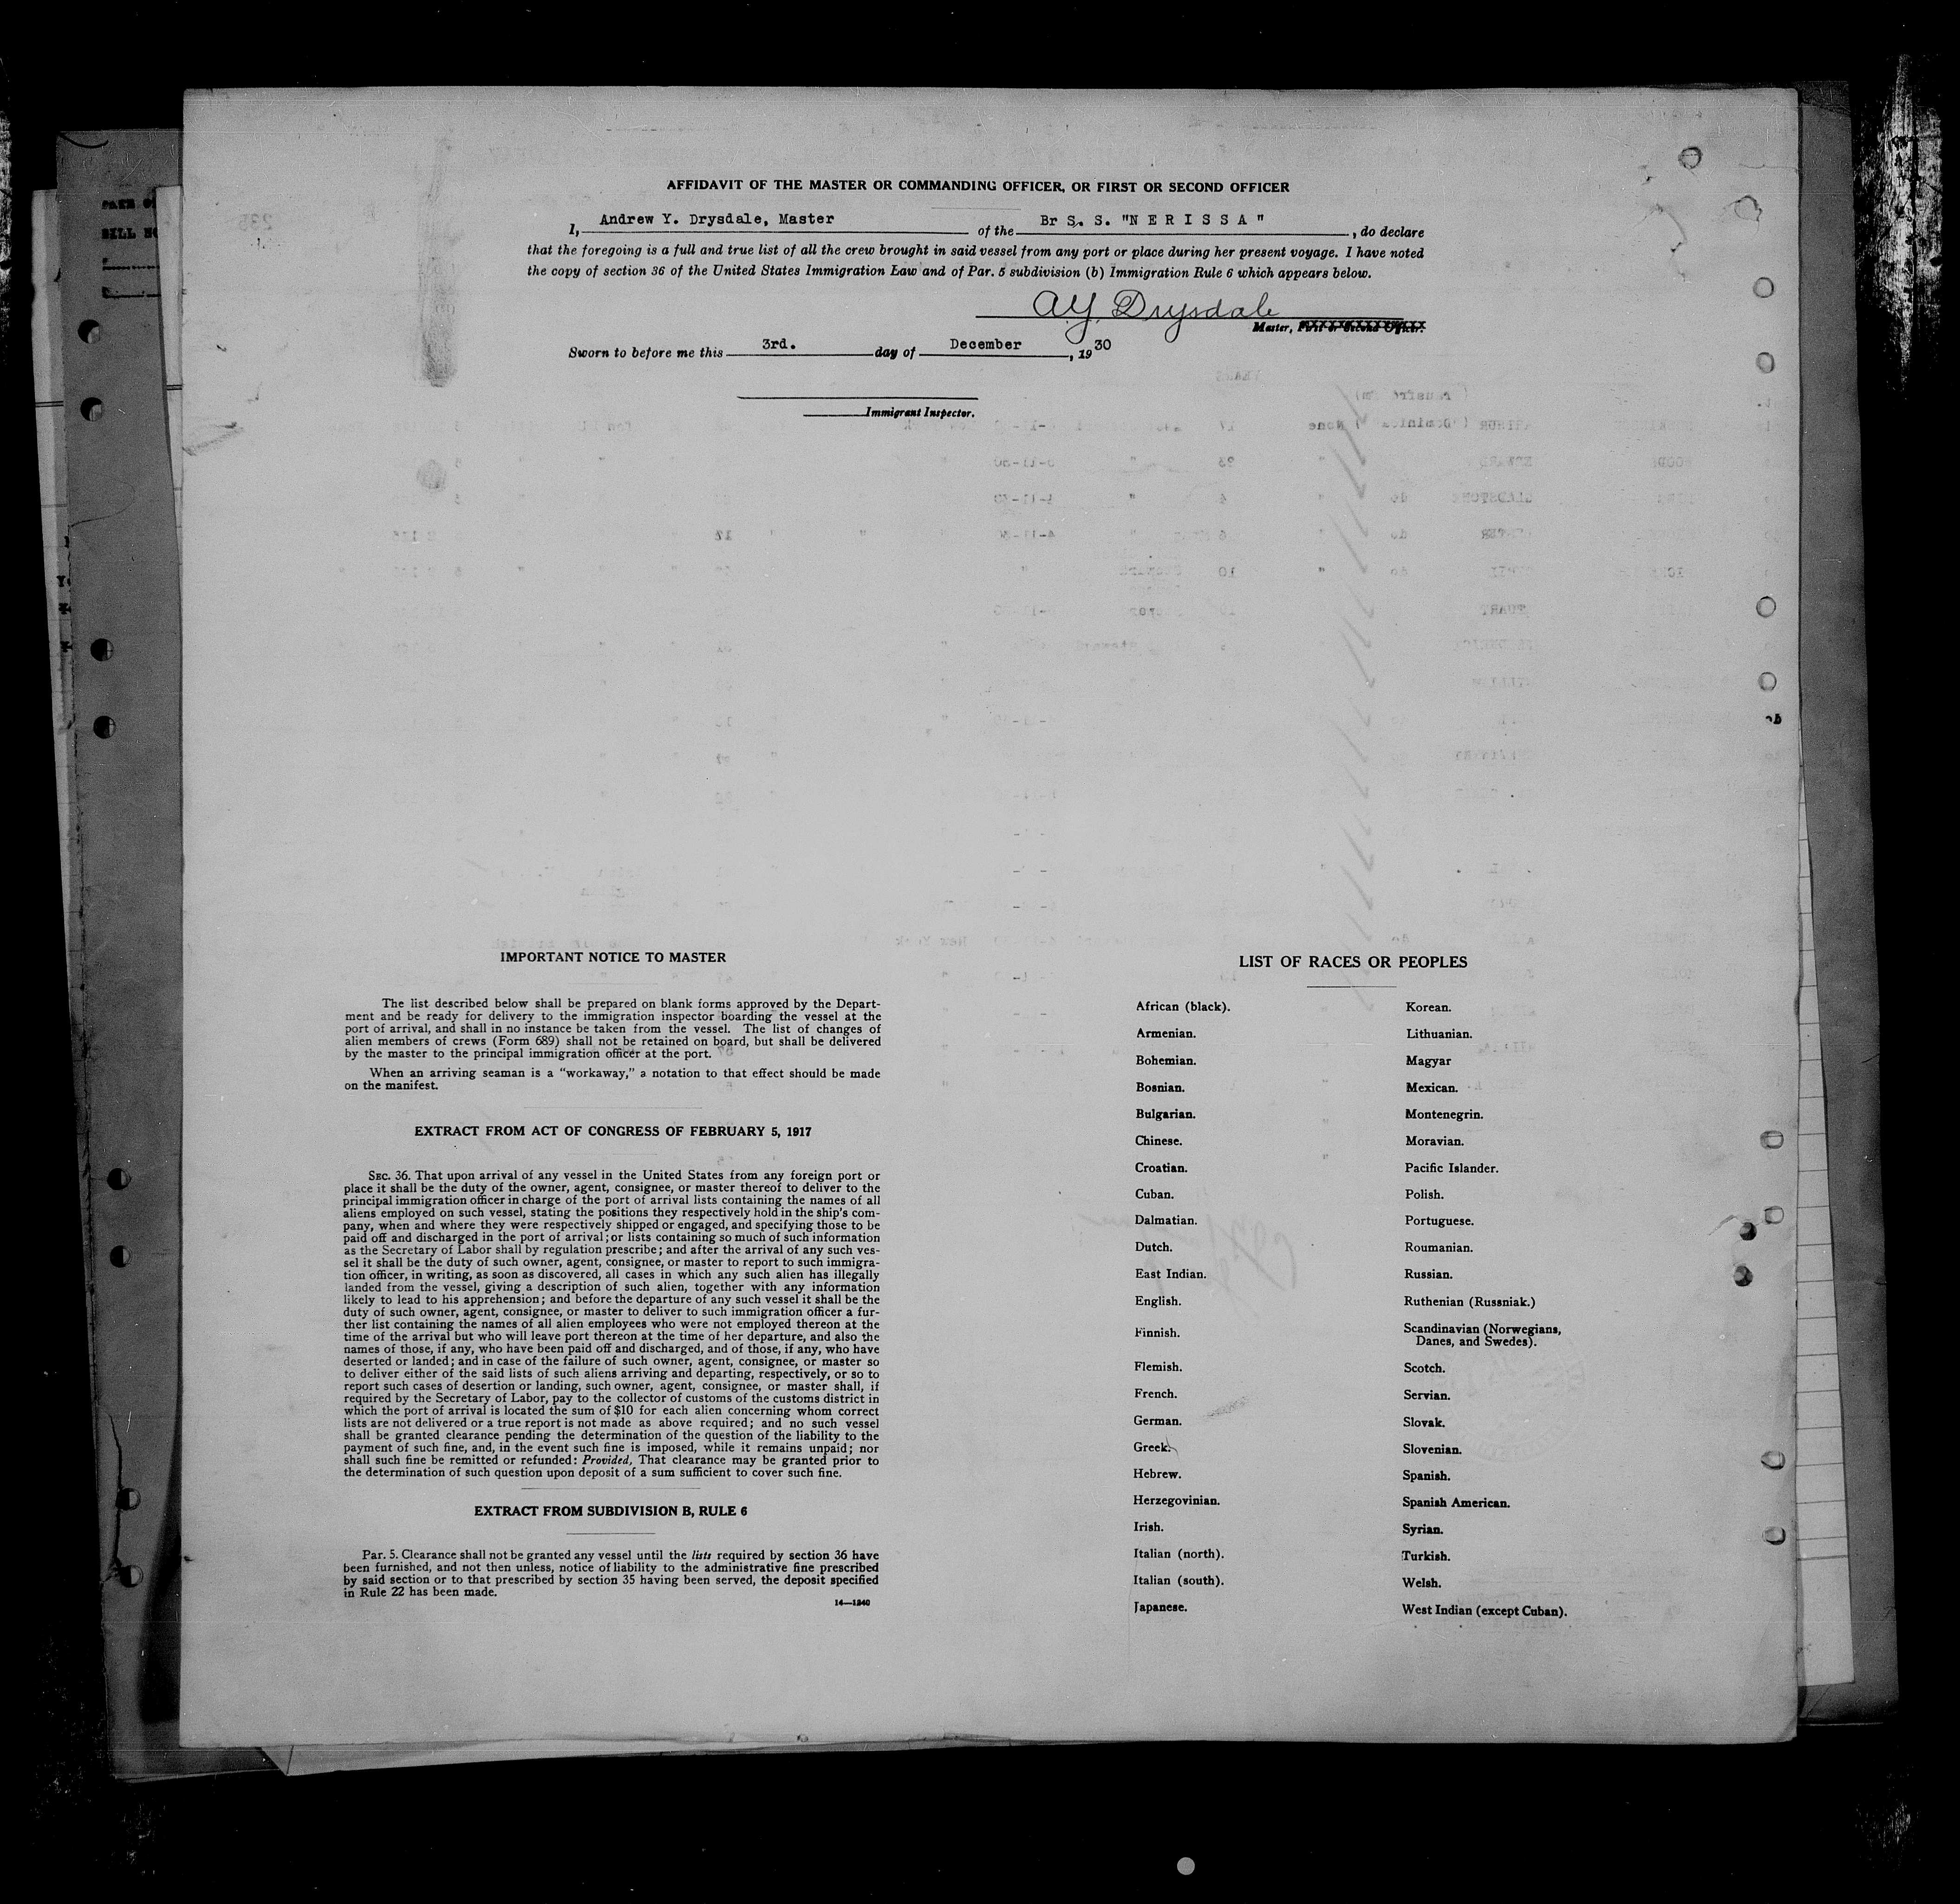 AFFIDAVIT OF THE MASTER OR COMMANDING OFFICER, OR FIRST OR SECOND OFFICER
I, Andrew Y. Drysdale, Master of the Br S. S. "N E R I S S A", do declare
that the foregoing is a full and true list of all the crew brought in said vessel from any port or place during her present voyage. I have noted
the copy of section 36 of the United States Immigration Law and of Par. 5 subdivision (b) Immigration Rule 6 which appears below.
A.Y. Drysdale
Master, First or Second Officer.
Sworn to before me this 3rd. day of December, 1930
Immigrant Inspector.
IMPORTANT NOTICE TO MASTER
The list described below shall be prepared on blank forms approved by the Depart-
ment and be ready for delivery to the immigration inspector boarding the vessel at the
port of arrival, and shall in no instance be taken from the vessel. The list of changes of
alien members of crews (Form 689) shall not be retained on board, but shall be delivered
by the master to the principal immigration officer at the port.
When an arriving seaman is a "workaway," a notation to that effect should be made
on the manifest.
EXTRACT FROM ACT OF CONGRESS OF FEBRUARY 5, 1917
SEC. 36. That upon arrival of any vessel in the United States from any foreign port or
place it shall be the duty of the owner, agent, consignee, or master thereof to deliver to the
principal immigration officer in charge of the port of arrival lists containing the names of all
aliens employed on such vessel, stating the positions they respectively hold in the ship's com-
pany, when and where they were respectively shipped or engaged, and specifying those to be
paid off and discharged in the port of arrival; or lists containing so much of such information
as the Secretary of Labor shall by regulation prescribe; and after the arrival of any such ves-
sel it shall be the duty of such owner, agent, consignee, or master to report to such immigra-
tion officer, in writing, as soon as discovered, all cases in which any such alien has illegally
landed from the vessel, giving a description of such alien, together with any information
likely to lead to his apprehension; and before the departure of any such vessel it shall be the
duty of such owner, agent, consignee, or master to deliver to such immigration officer a fur-
ther list containing the names of all alien employees who were not employed thereon at the
time of the arrival but who will leave port thereon at the time of her departure, and also the
names of those, if any, who have been paid off and discharged, and of those, if any, who have
deserted or landed; and in case of the failure of such owner, agent, consignee, or master so
to deliver either of the said lists of such aliens arriving and departing, respectively, or so to
report such cases of desertion or landing, such owner, agent, consignee, or master shall, if
required by the Secretary of Labor, pay to the collector of customs of the customs district in
which the port of arrival is located the sum of $10 for each alien concerning whom correct
lists are not delivered or a true report is not made as above required; and no such vessel
shall be granted clearance pending the determination of the question of the liability to the
payment of such fine, and, in the event such fine is imposed, while it remains unpaid; nor
shall such fine be remitted or refunded: Provided, That clearance may be granted prior to
the determination of such question upon deposit of a sum sufficient to cover such fine.
EXTRACT FROM SUBDIVISION B, RULE 6
Par. 5. Clearance shall not be granted any vessel until the lists required by section 36 have
been furnished, and not then unless, notice of liability to the administrative fine prescribed
by said section or to that prescribed by section 35 having been served, the deposit specified
in Rule 22 has been made.
14—1240
LIST OF RACES OR PEOPLES
African (black).
Armenian.
Bohemian.
Bosnian.
Bulgarian.
Chinese.
Croatian.
Cuban.
Dalmatian.
Dutch.
East Indian.
English.
Finnish.
Flemish.
French.
German.
Greek.
Hebrew.
Herzegovinian.
Irish.
Italian (north).
Italian (south).
Japanese.
Korean.
Lithuanian.
Magyar
Mexican.
Montenegrin.
Moravian.
Pacific Islander.
Polish.
Portuguese.
Roumanian.
Russian.
Ruthenian (Russniak.)
Scandinavian (Norwegians,
Danes, and Swedes).
Scotch.
Servian.
Slovak.
Slovenian.
Spanish.
Spanish American.
Syrian.
Turkish.
Welsh.
West Indian (except Cuban).